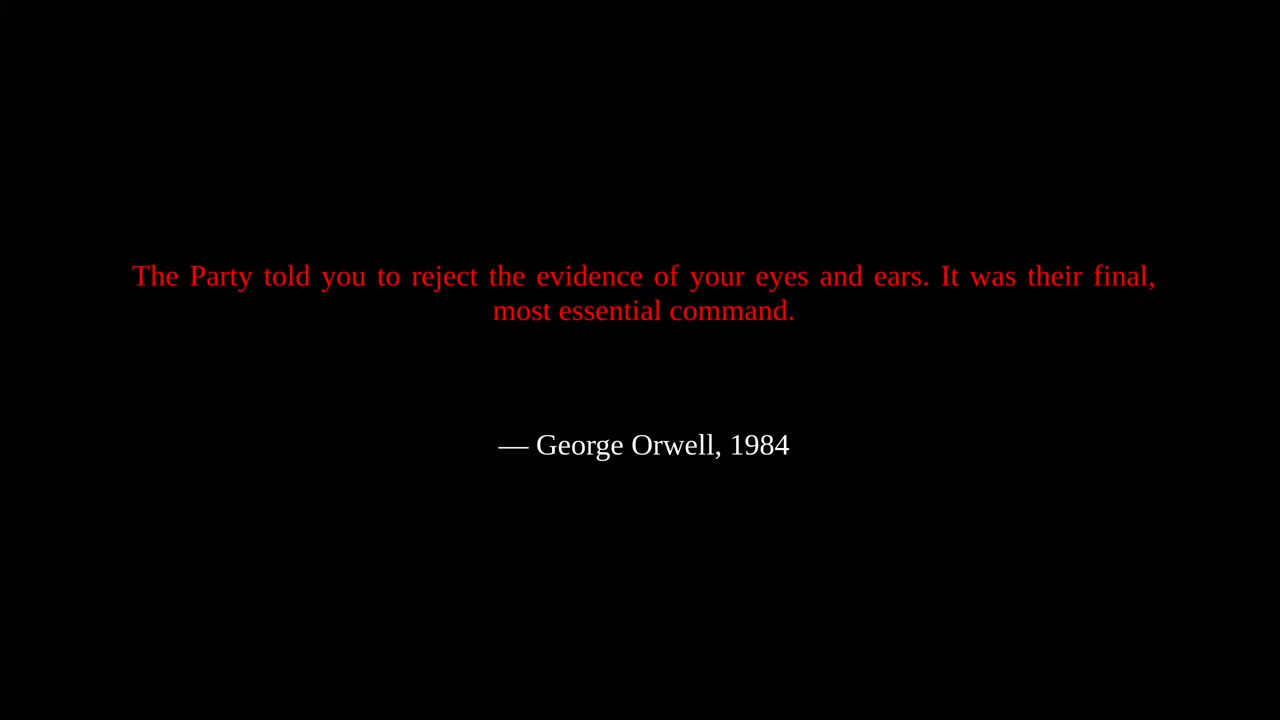 The Party told you to reject the evidence of your eyes and ears. It was their final,
most essential command.
— George Orwell, 1984